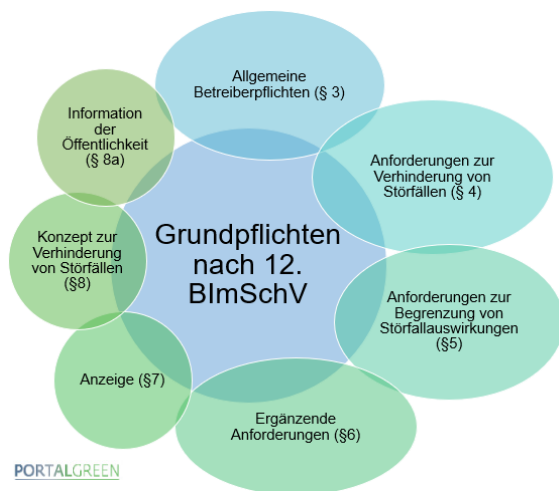 Allgemeine
Betreiberpflichten (§ 3)
Anforderungen zur
Verhinderung von
Störfällen (§ 4)
Anforderungen zur
Begrenzung von
Störfallauswirkungen
(§5)
Ergänzende
Anforderungen (§6)
Anzeige (§7)
Konzept zur
Verhinderung
von Störfällen
(§8)
Information
der
Öffentlichkeit
(§ 8a)
Grundpflichten
nach 12.
BImSchV
PORTALGREEN